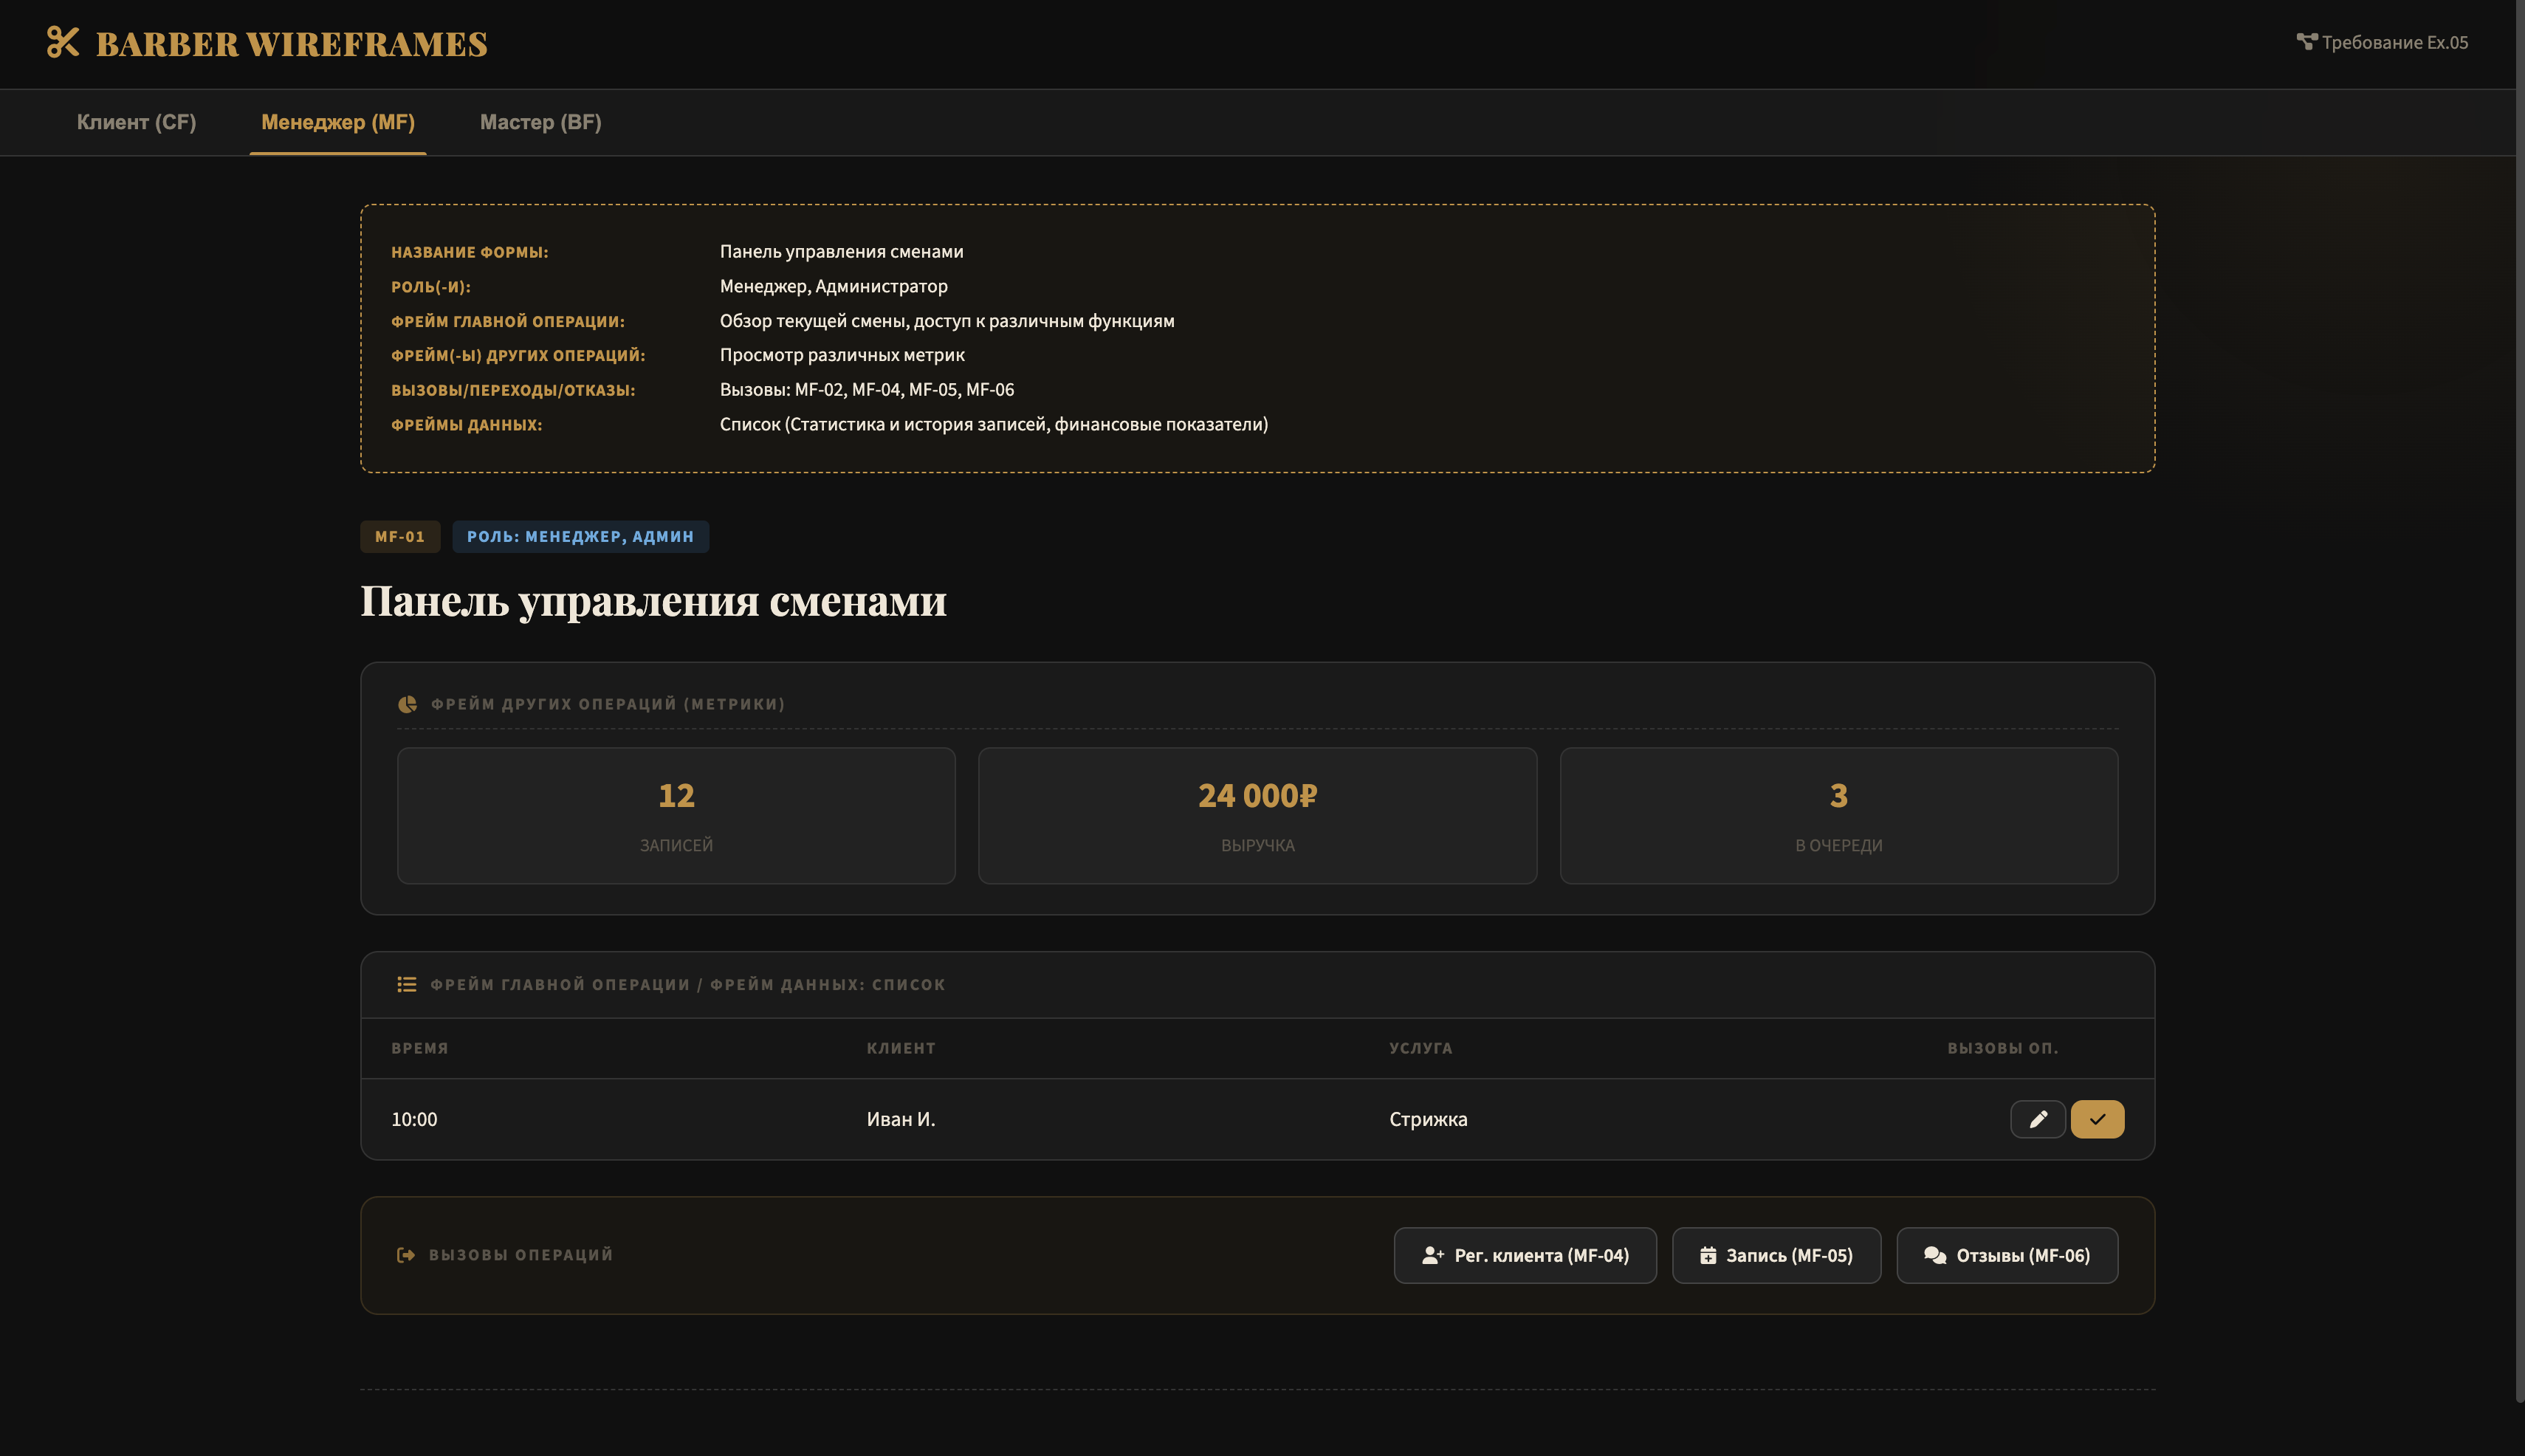 BARBER WIREFRAMES
Требование Ex.05
Клиент (CF) Менеджер (MF) Мастер (BF)
НАЗВАНИЕ ФОРМЫ: Панель управления сменами
РОЛЬ(-И): Менеджер, Администратор
ФРЕЙМ ГЛАВНОЙ ОПЕРАЦИИ: Обзор текущей смены, доступ к различным функциям
ФРЕЙМ(-Ы) ДРУГИХ ОПЕРАЦИЙ: Просмотр различных метрик
ВЫЗОВЫ/ПЕРЕХОДЫ/ОТКАЗЫ: Вызовы: MF-02, MF-04, MF-05, MF-06
ФРЕЙМЫ ДАННЫХ: Список (Статистика и история записей, финансовые показатели)
MF-01 РОЛЬ: МЕНЕДЖЕР, АДМИН
Панель управления сменами
ФРЕЙМ ДРУГИХ ОПЕРАЦИЙ (МЕТРИКИ)
12 24 000₽ 3
ЗАПИСЕЙ ВЫРУЧКА В ОЧЕРЕДИ
ФРЕЙМ ГЛАВНОЙ ОПЕРАЦИИ / ФРЕЙМ ДАННЫХ: СПИСОК
ВРЕМЯ КЛИЕНТ УСЛУГА ВЫЗОВЫ ОП.
10:00 Иван И. Стрижка
ВЫЗОВЫ ОПЕРАЦИЙ Рег. клиента (MF-04) Запись (MF-05) Отзывы (MF-06)